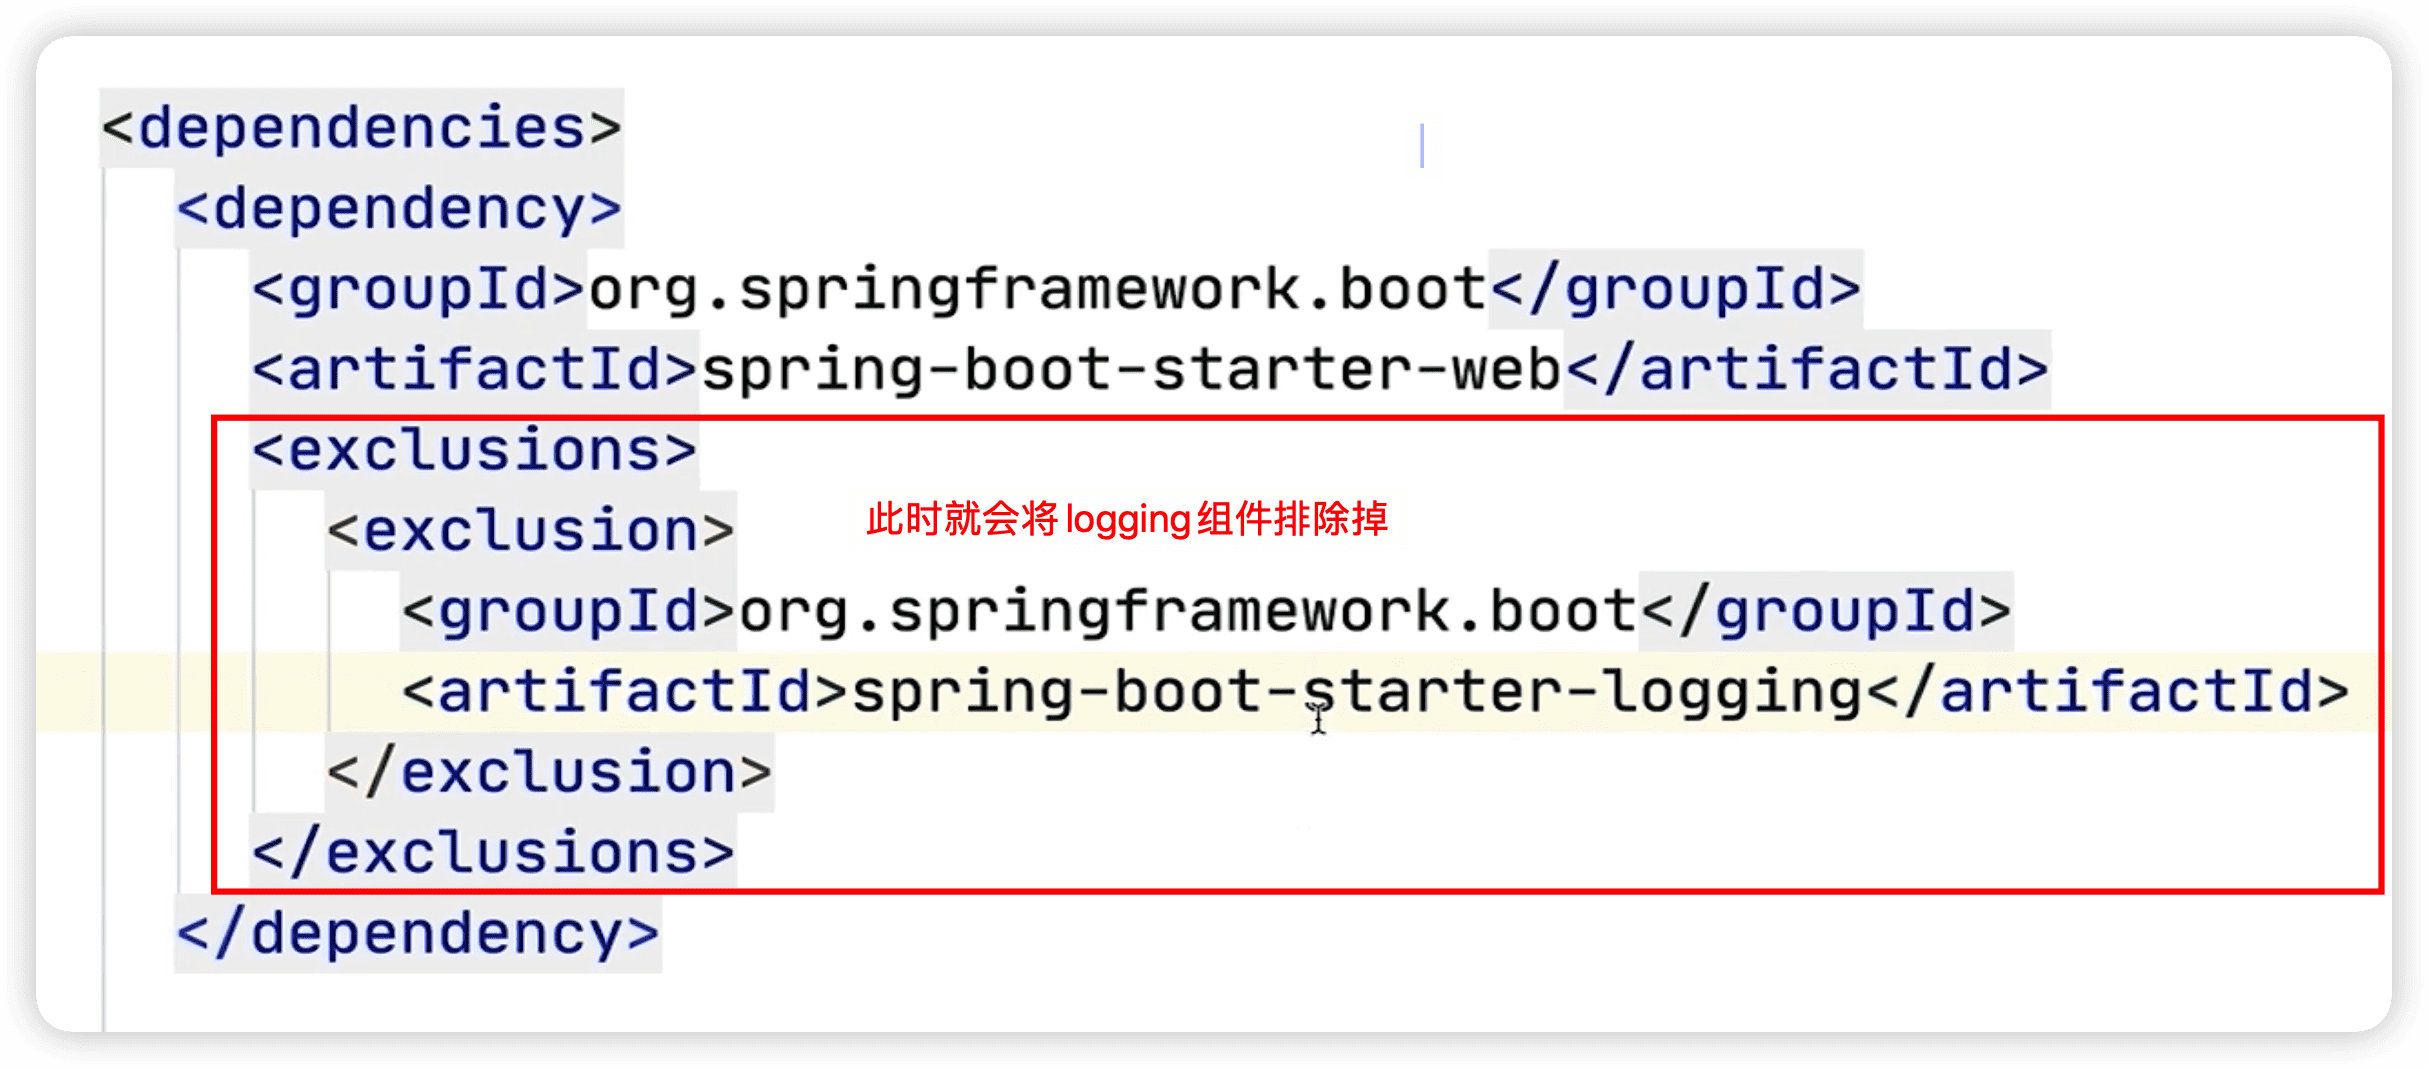 <dependencies>
<dependency>
<groupId>org.springframework.boot</groupId>
<artifactId>spring-boot-starter-web</artifactId>
<exclusions>
<exclusion>
此时就会将logging组件排除掉
<groupId>org.springframework.boot</groupId>
<artifactId>spring-boot-starter-logging</artifactId>
</exclusion>
</exclusions>
</dependency>